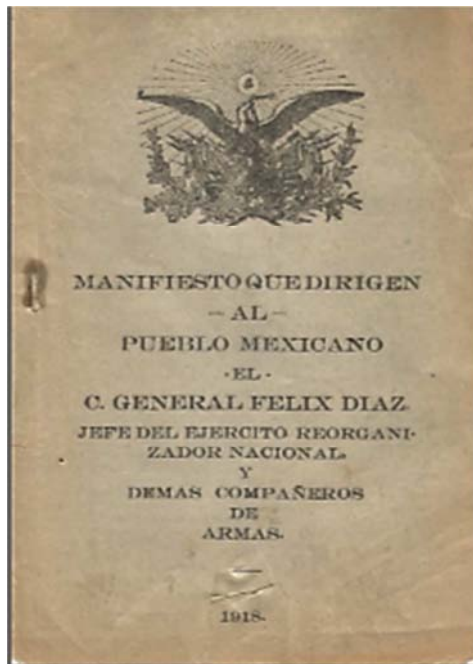 MANIFIESTO QUE DIRIGEN
- AL -
PUEBLO MEXICANO
- EL -
C. GENERAL FELIX DIAZ.
JEFE DEL EJERCITO REORGANI-
ZADOR NACIONAL.
Y
DEMAS COMPAÑEROS
DE
ARMAS.
1918.